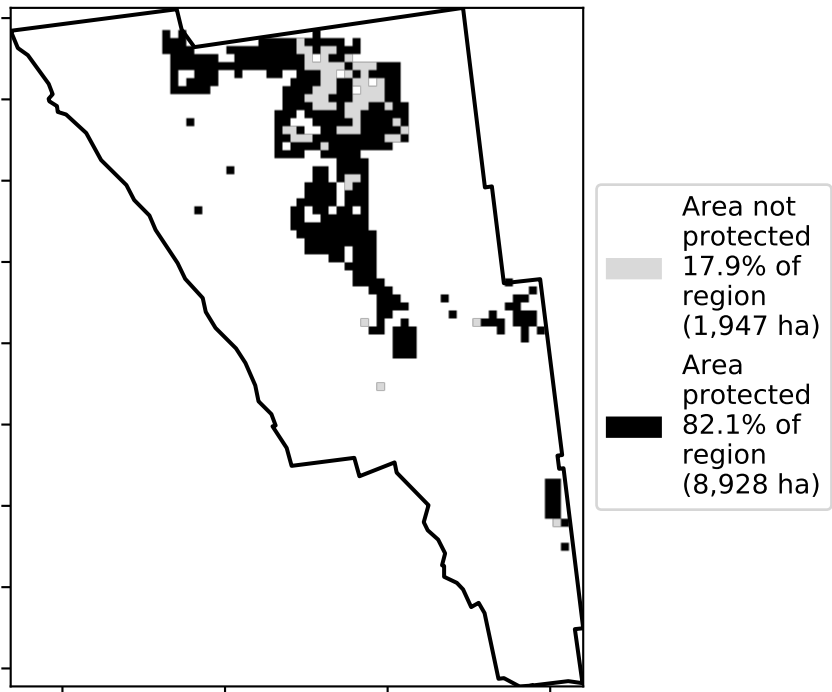 Area not
protected
17.9% of
region
(1,947 ha)
Area
protected
82.1% of
region
(8,928 ha)